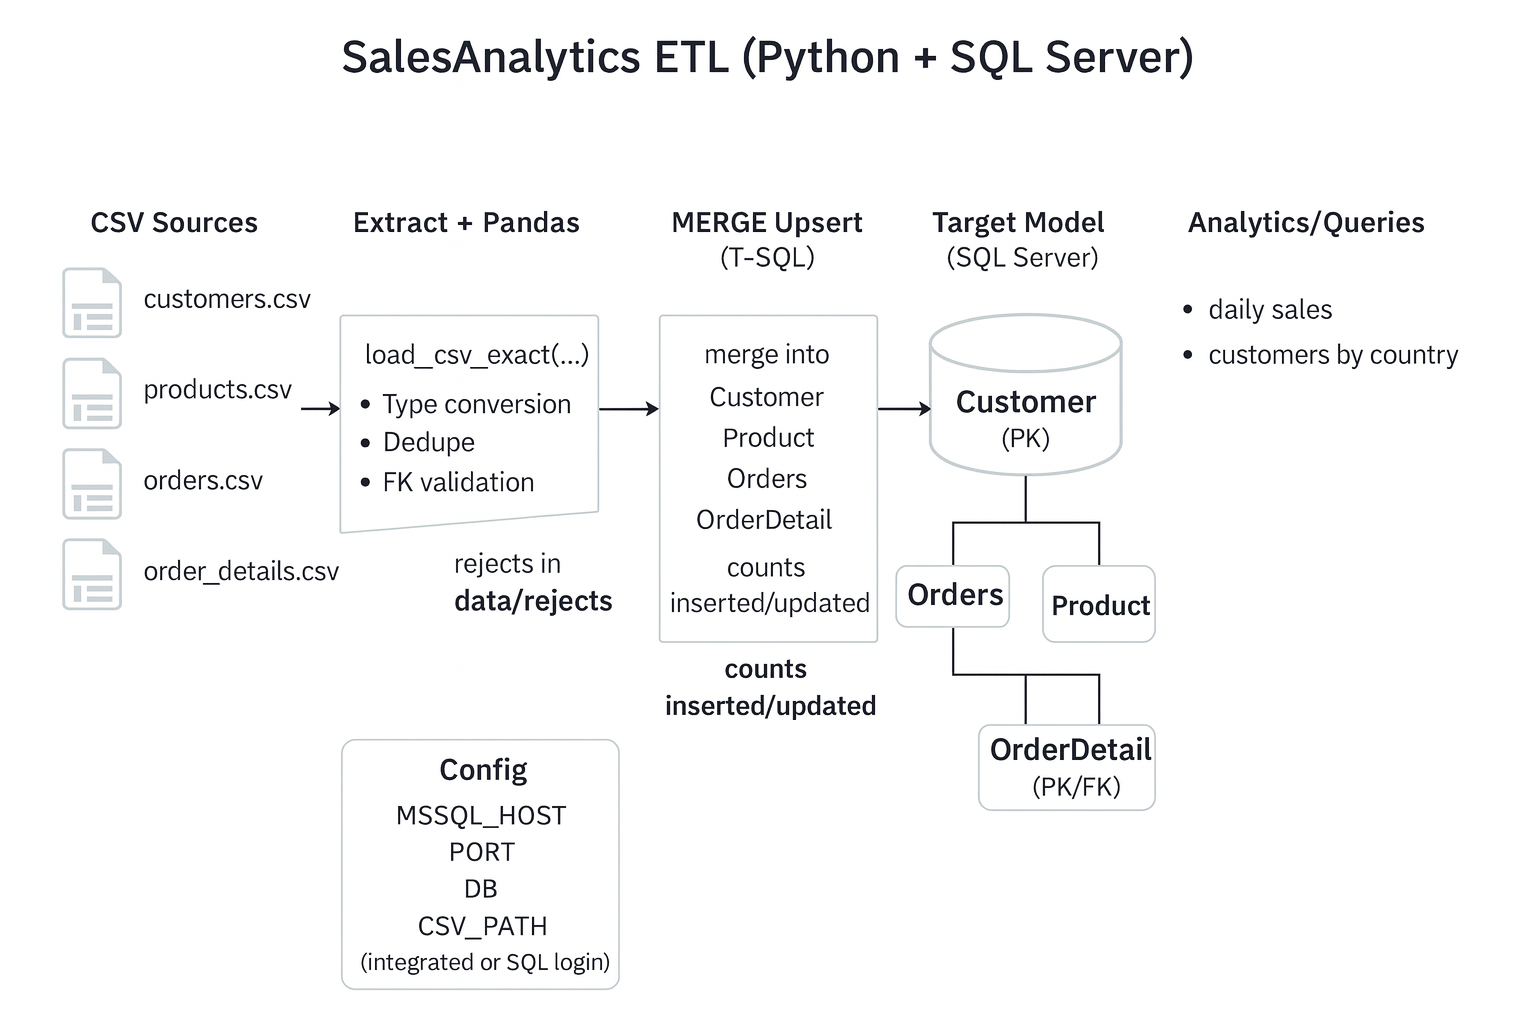 SalesAnalytics ETL (Python + SQL Server)
CSV Sources
customers.csv
products.csv
orders.csv
order_details.csv
Extract + Pandas
load_csv_exact(...)
• Type conversion
• Dedupe
• FK validation
rejects in
data/rejects
MERGE Upsert
(T-SQL)
merge into
Customer
Product
Orders
OrderDetail
counts
inserted/updated
counts
inserted/updated
Target Model
(SQL Server)
Customer
(PK)
Orders
Product
OrderDetail
(PK/FK)
Analytics/Queries
• daily sales
• customers by country
Config
MSSQL_HOST
PORT
DB
CSV_PATH
(integrated or SQL login)